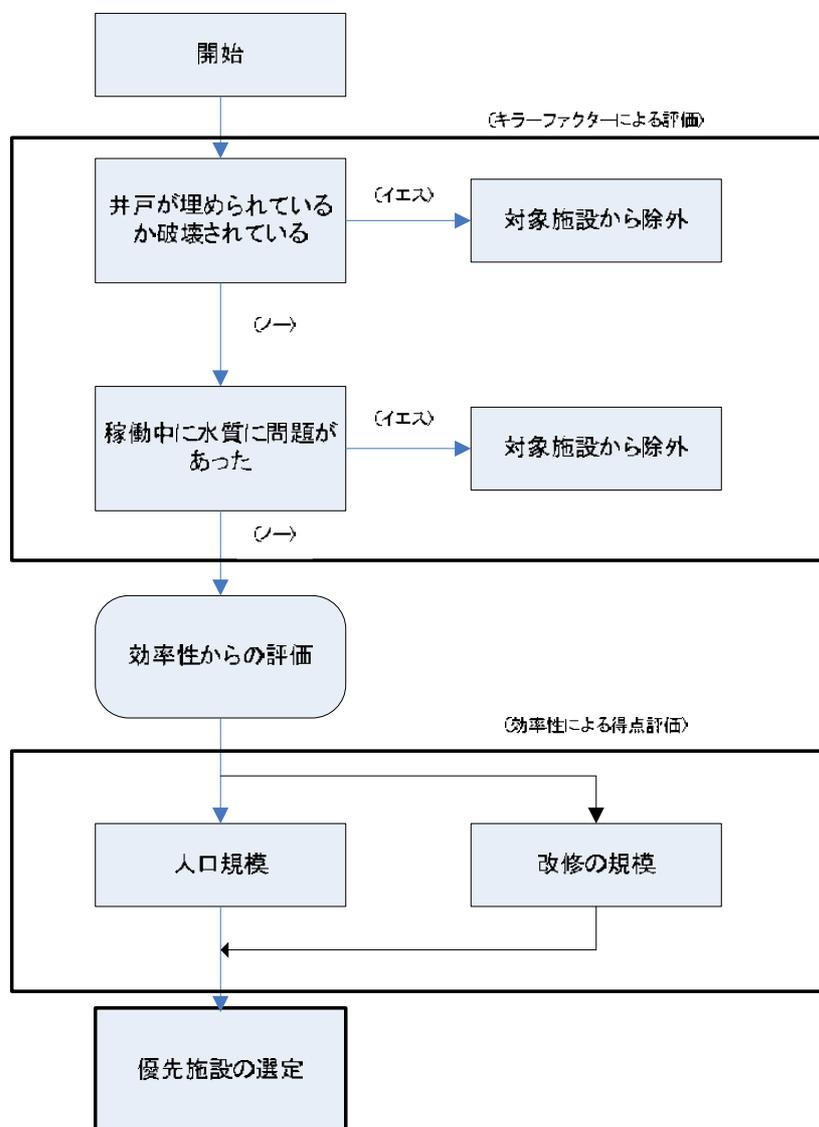 開始
(キラーファクターによる評価)
井戸が埋められている
か破壊されている
(イエス)
対象施設から除外
(ノー)
稼働中に水質に問題が
あった
(イエス)
対象施設から除外
(ノー)
効率性からの評価
(効率性による得点評価)
人口規模
改修の規模
優先施設の選定